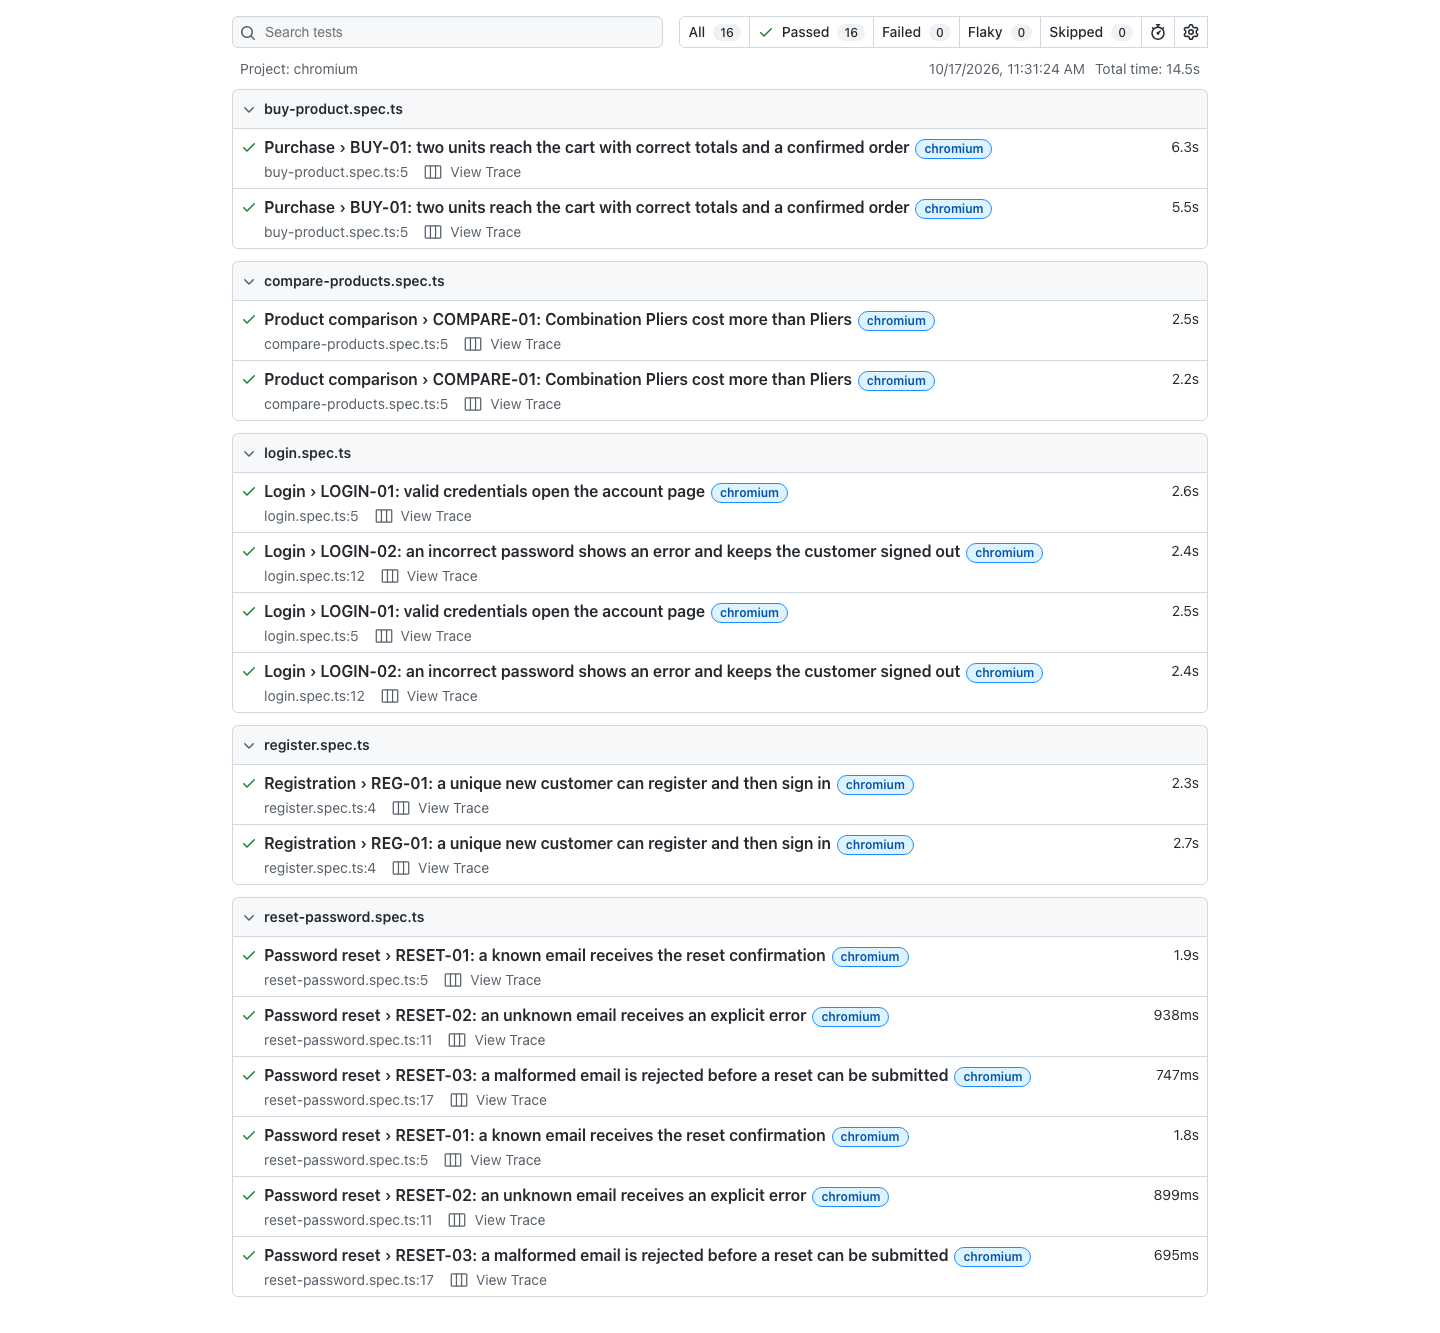 Search tests
All 16 Passed 16 Failed 0 Flaky 0 Skipped 0
Project: chromium 10/17/2026, 11:31:24 AM Total time: 14.5s
buy-product.spec.ts
Purchase › BUY-01: two units reach the cart with correct totals and a confirmed order chromium 6.3s
buy-product.spec.ts:5 View Trace
Purchase › BUY-01: two units reach the cart with correct totals and a confirmed order chromium 5.5s
buy-product.spec.ts:5 View Trace
compare-products.spec.ts
Product comparison › COMPARE-01: Combination Pliers cost more than Pliers chromium 2.5s
compare-products.spec.ts:5 View Trace
Product comparison › COMPARE-01: Combination Pliers cost more than Pliers chromium 2.2s
compare-products.spec.ts:5 View Trace
login.spec.ts
Login › LOGIN-01: valid credentials open the account page chromium 2.6s
login.spec.ts:5 View Trace
Login › LOGIN-02: an incorrect password shows an error and keeps the customer signed out chromium 2.4s
login.spec.ts:12 View Trace
Login › LOGIN-01: valid credentials open the account page chromium 2.5s
login.spec.ts:5 View Trace
Login › LOGIN-02: an incorrect password shows an error and keeps the customer signed out chromium 2.4s
login.spec.ts:12 View Trace
register.spec.ts
Registration › REG-01: a unique new customer can register and then sign in chromium 2.3s
register.spec.ts:4 View Trace
Registration › REG-01: a unique new customer can register and then sign in chromium 2.7s
register.spec.ts:4 View Trace
reset-password.spec.ts
Password reset › RESET-01: a known email receives the reset confirmation chromium 1.9s
reset-password.spec.ts:5 View Trace
Password reset › RESET-02: an unknown email receives an explicit error chromium 938ms
reset-password.spec.ts:11 View Trace
Password reset › RESET-03: a malformed email is rejected before a reset can be submitted chromium 747ms
reset-password.spec.ts:17 View Trace
Password reset › RESET-01: a known email receives the reset confirmation chromium 1.8s
reset-password.spec.ts:5 View Trace
Password reset › RESET-02: an unknown email receives an explicit error chromium 899ms
reset-password.spec.ts:11 View Trace
Password reset › RESET-03: a malformed email is rejected before a reset can be submitted chromium 695ms
reset-password.spec.ts:17 View Trace